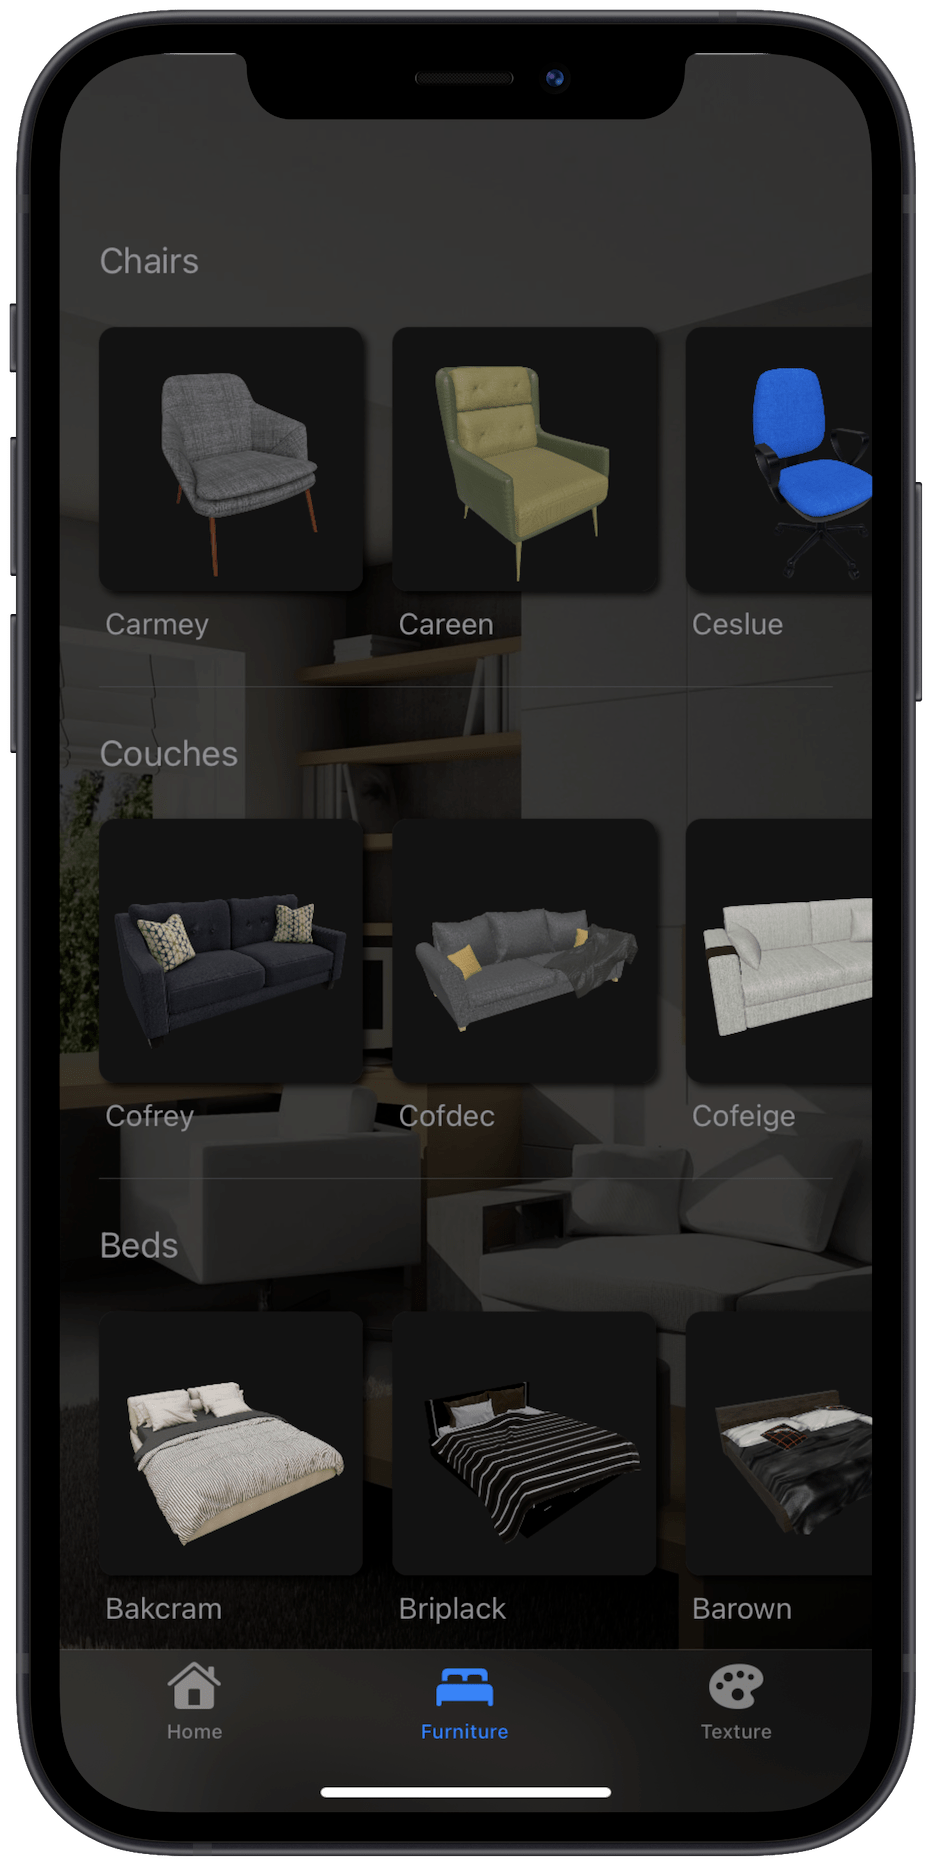 Chairs
Carmey Careen Ceslue
Couches
Cofrey Cofdec Cofeige
Beds
Bakcram Briplack Barown
Home Furniture Texture